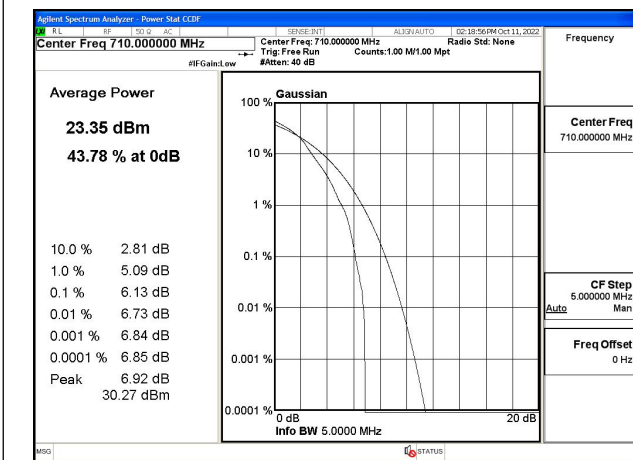 Agilent Spectrum Analyzer - Power Stat CCDF
RL RF 50 Ω AC SENSE:INT ALIGN AUTO 02:18:56 PM Oct 11, 2022
Center Freq 710.000000 MHz
Center Freq: 710.000000 MHz Radio Std: None
Trig: Free Run Counts:1.00 M/1.00 Mpt
#IFGain:Low #Atten: 40 dB
Frequency
Average Power
23.35 dBm
43.78 % at 0dB
10.0 % 2.81 dB
1.0 % 5.09 dB
0.1 % 6.13 dB
0.01 % 6.73 dB
0.001 % 6.84 dB
0.0001 % 6.85 dB
Peak 6.92 dB
30.27 dBm
Gaussian
100 %
10 %
1 %
0.1 %
0.01 %
0.001 %
0.0001 %
0 dB 20 dB
Info BW 5.0000 MHz
Center Freq
710.000000 MHz
CF Step
5.000000 MHz
Auto Man
Freq Offset
0 Hz
MSG STATUS